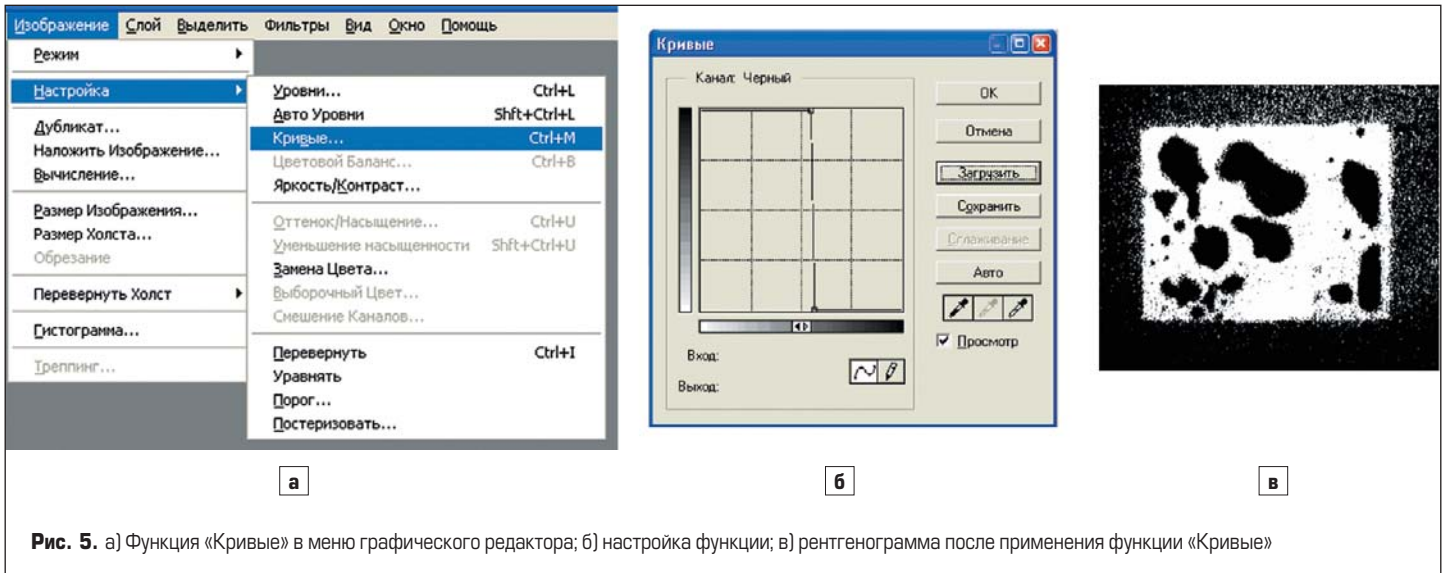 Изображение Слой Выделить Фильтры Вид Окно Помощь
Режим
Настройка
Дубликат...
Наложить Изображение...
Вычисление...
Размер Изображения...
Размер Холста...
Обрезание
Перевернуть Холст
Гистограмма...
Треппинг...
Уровни... Ctrl+L
Авто Уровни Shft+Ctrl+L
Кривые... Ctrl+M
Цветовой Баланс... Ctrl+B
Яркость/Контраст...
Оттенок/Насыщение... Ctrl+U
Уменьшение насыщенности Shft+Ctrl+U
Замена Цвета...
Выборочный Цвет...
Смешение Каналов...
Перевернуть Ctrl+I
Уравнять
Порог...
Постеризовать...
а
Кривые
Канал: Черный
Вход:
Выход:
OK
Отмена
Загрузить
Сохранить
Сглаживание
Авто
Просмотр
б
в
Рис. 5. а) Функция «Кривые» в меню графического редактора; б) настройка функции; в) рентгенограмма после применения функции «Кривые»